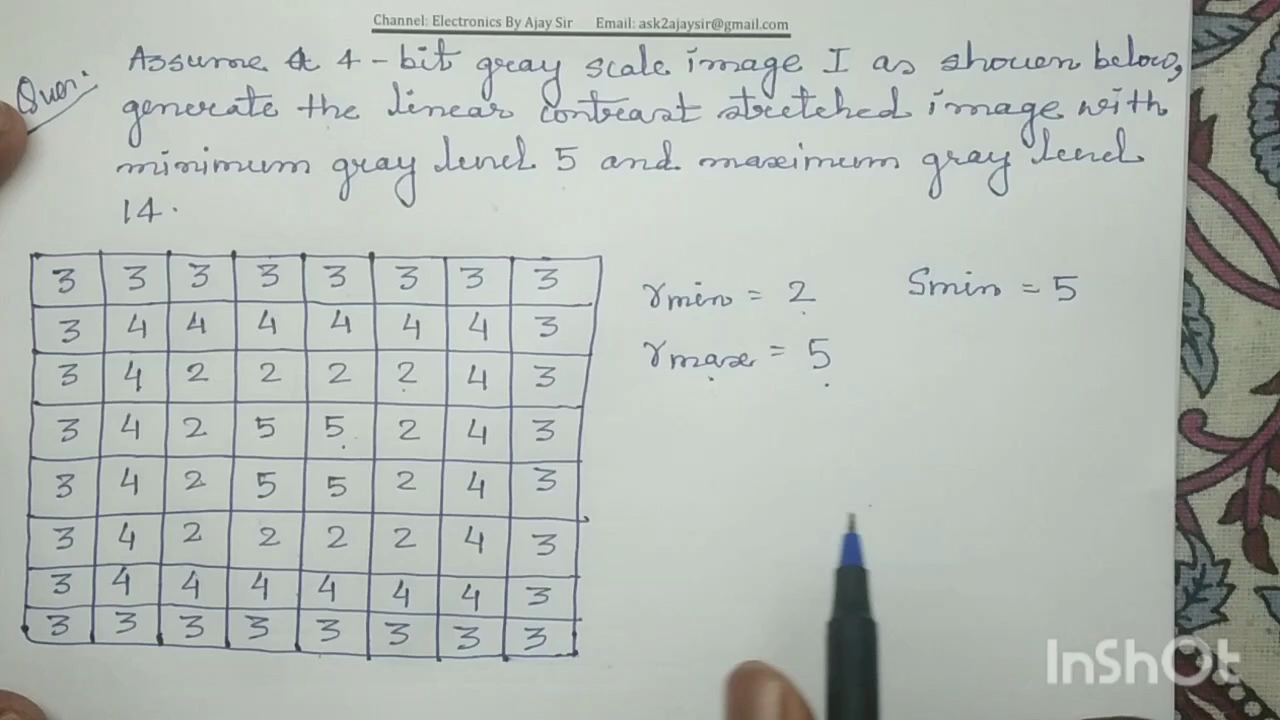 Channel: Electronics By Ajay Sir Email: ask2ajaysir@gmail.com
Ques:- Assume a 4-bit gray scale image I as shown below,
generate the linear contrast stretched image with
minimum gray level 5 and maximum gray level
14.
3 3 3 3 3 3 3 3
3 4 4 4 4 4 4 3
3 4 2 2 2 2 4 3
3 4 2 5 5 2 4 3
3 4 2 5 5 2 4 3
3 4 2 2 2 2 4 3
3 4 4 4 4 4 4 3
3 3 3 3 3 3 3 3
rmin = 2 Smin = 5
rmax = 5
InShOt